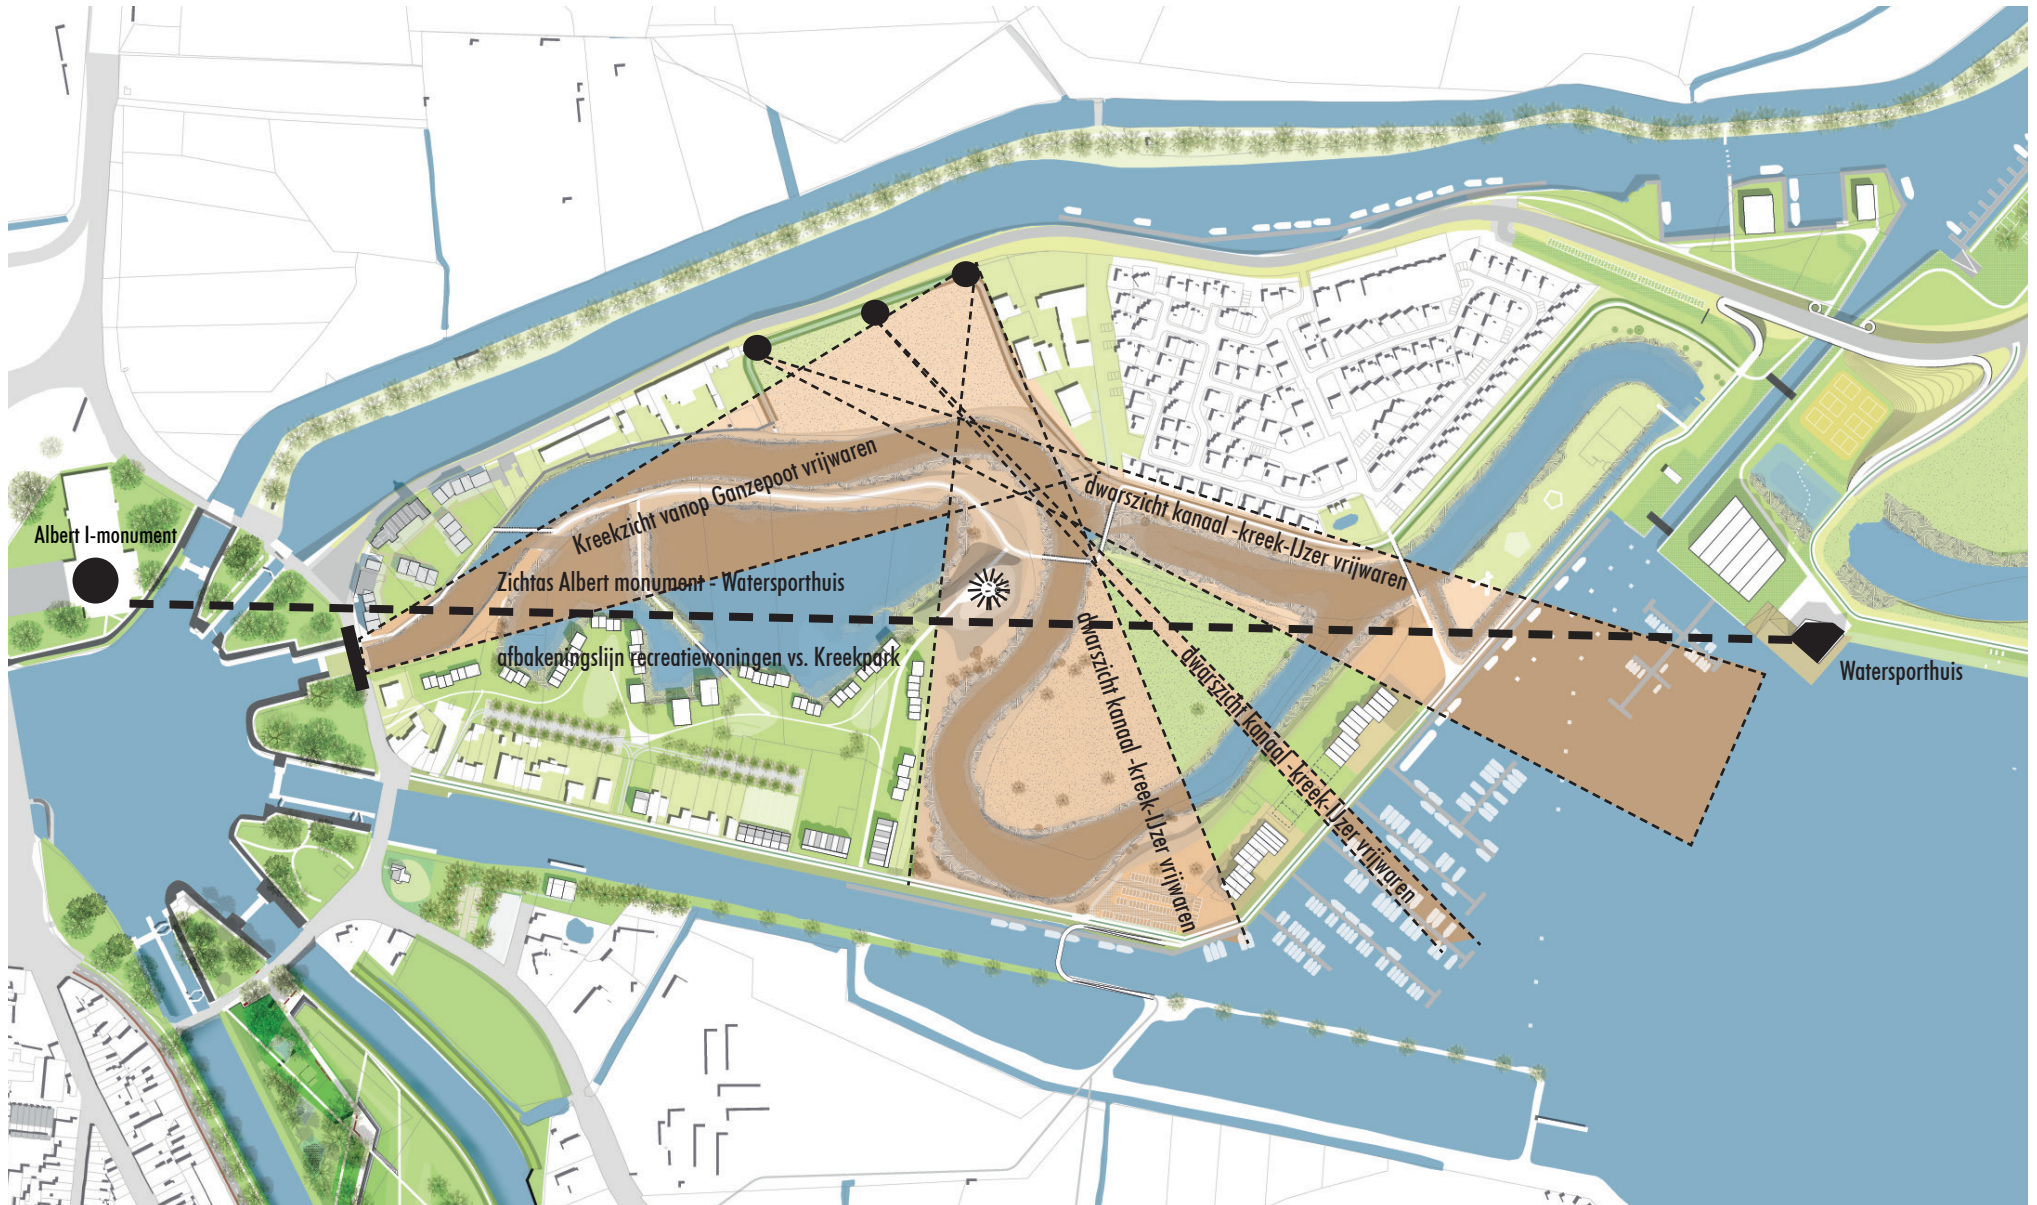 Albert I-monument
Kreekzicht vanop Ganzepoot vrijwaren
dwarszicht kanaal -kreek-IJzer vrijwaren
Zichtas Albert monument - Watersporthuis
afbakeningslijn recreatiewoningen vs. Kreekpark
dwarszicht kanaal -kreek-IJzer vrijwaren
dwarszicht kanaal -kreek-IJzer vrijwaren
Watersporthuis